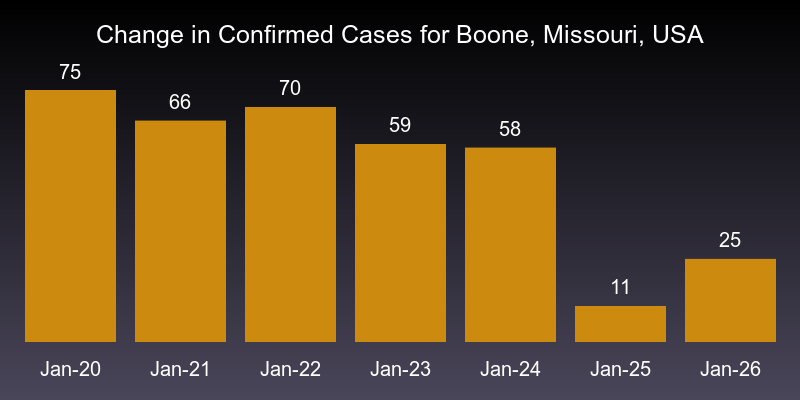 Change in Confirmed Cases for Boone, Missouri, USA
75
66
70
59
58
11
25
Jan-20
Jan-21
Jan-22
Jan-23
Jan-24
Jan-25
Jan-26